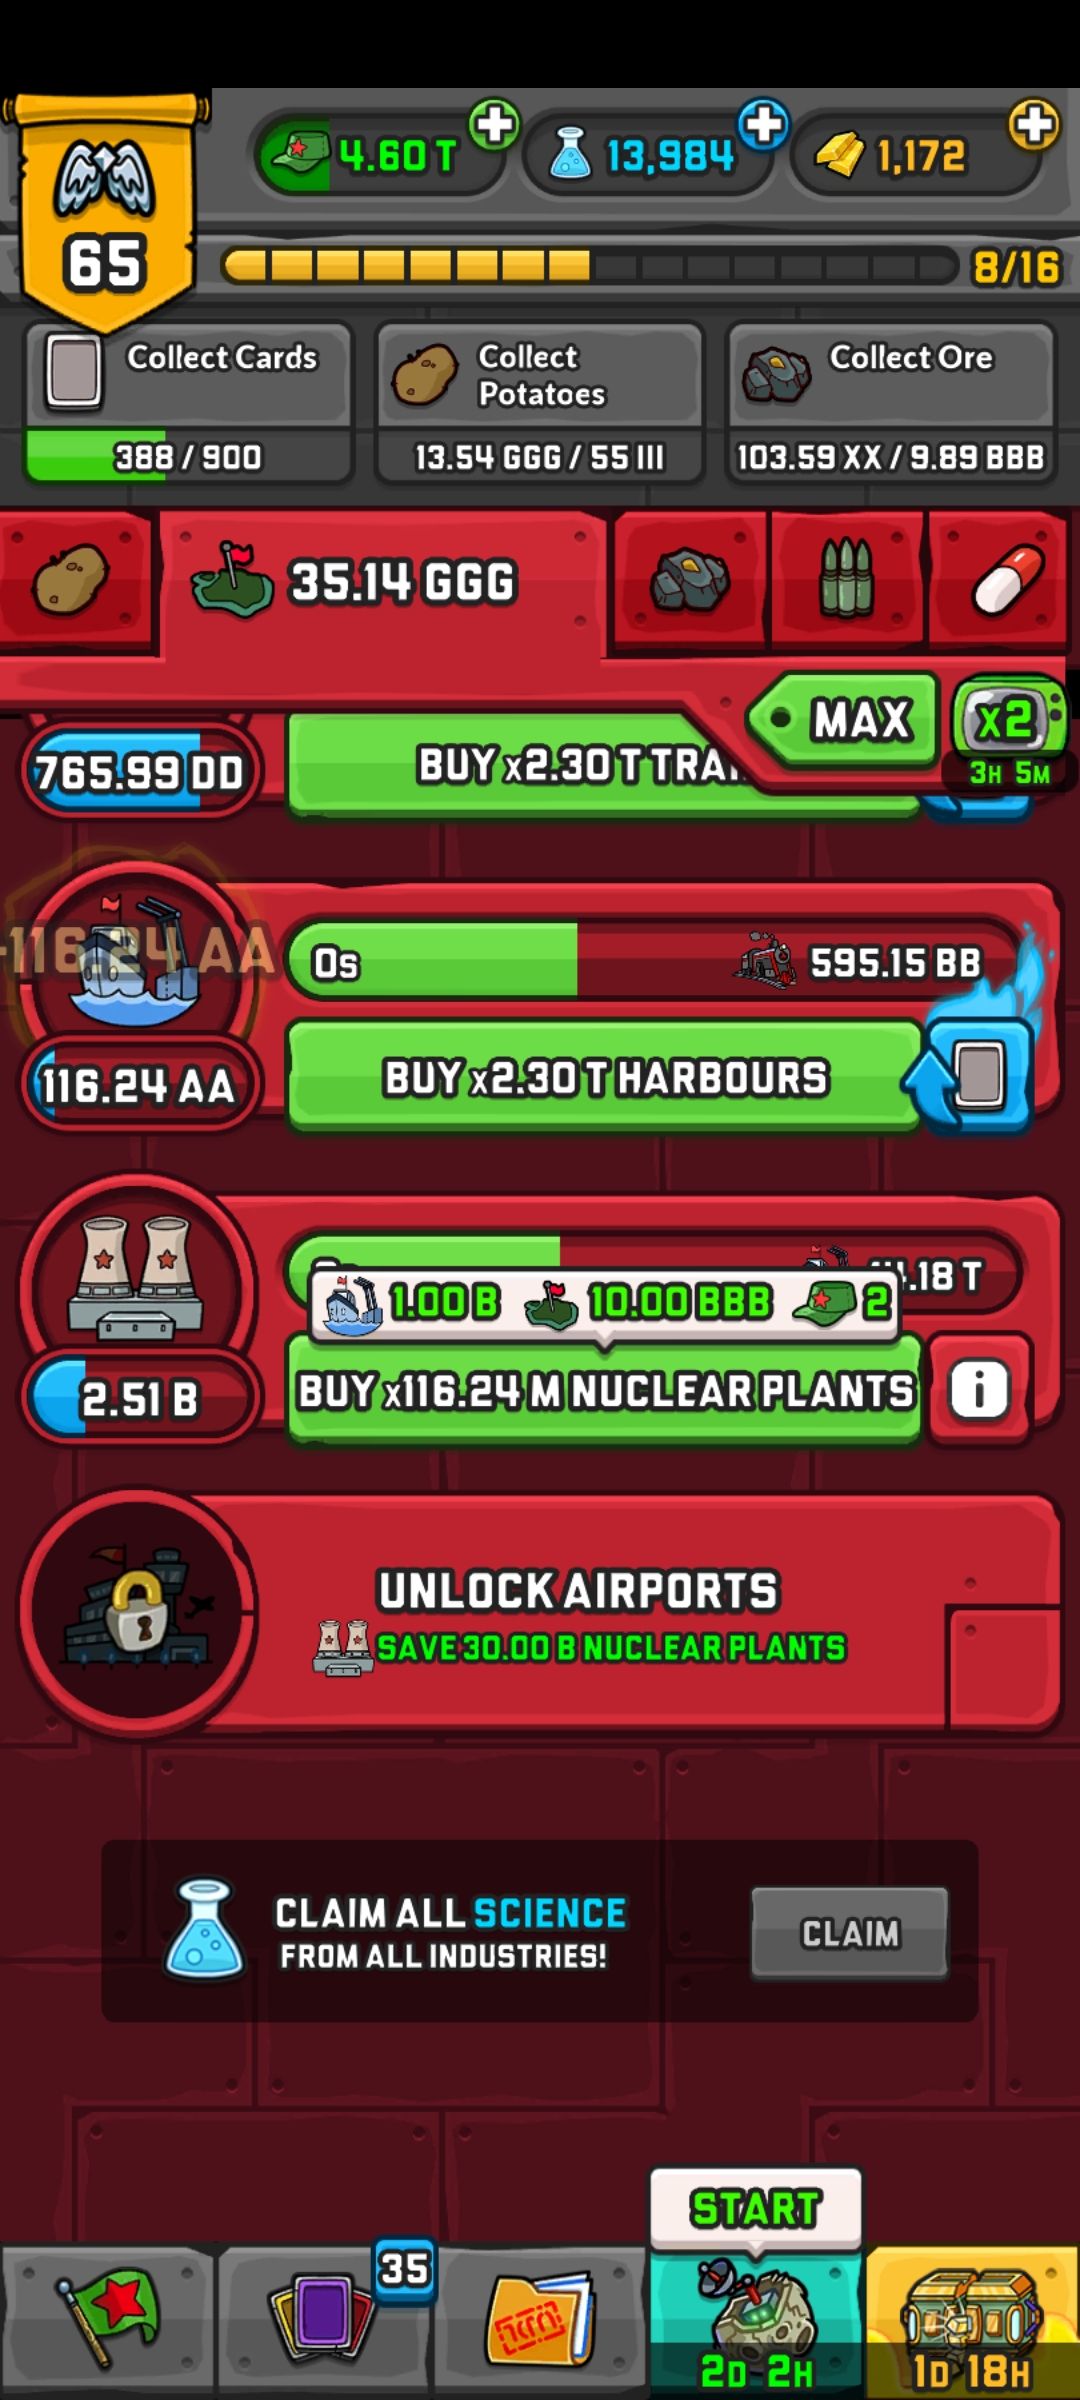 4.60 T
13,984
1,172
65
8/16
Collect Cards
388 / 900
Collect
Potatoes
13.54 GGG / 55 III
Collect Ore
103.59 XX / 9.89 BBB
35.14 GGG
MAX
x2
3H 5M
765.99 DD
BUY x2.30 T
-116.24 AA
0s
595.15 BB
116.24 AA
BUY x2.30 T HARBOURS
.18 T
1.00 B
10.00 BBB
2
2.51 B
BUY x116.24 M NUCLEAR PLANTS
i
UNLOCK AIRPORTS
SAVE 30.00 B NUCLEAR PLANTS
CLAIM ALL SCIENCE
FROM ALL INDUSTRIES!
CLAIM
START
35
2D 2H
1D 18H